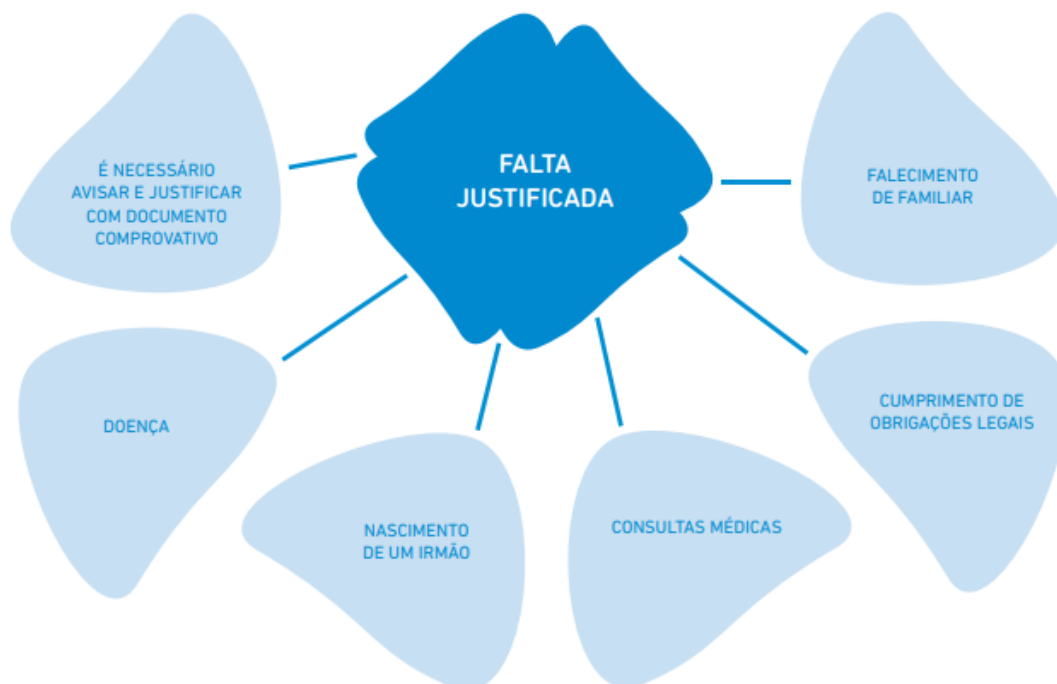 FALTA
JUSTIFICADA
É NECESSÁRIO
AVISAR E JUSTIFICAR
COM DOCUMENTO
COMPROVATIVO
FALECIMENTO
DE FAMILIAR
DOENÇA
CUMPRIMENTO DE
OBRIGAÇÕES LEGAIS
NASCIMENTO
DE UM IRMÃO
CONSULTAS MÉDICAS